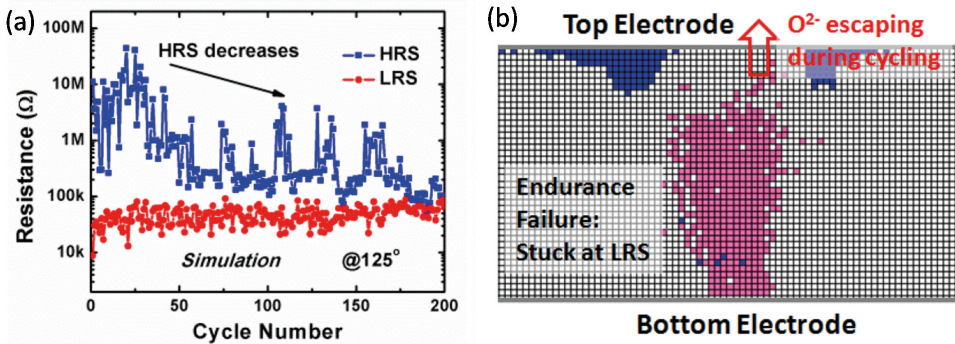 (a)
Resistance (Ω)
100M
10M
1M
100k
10k
HRS decreases
HRS
LRS
Simulation @125°
0 50 100 150 200
Cycle Number
(b)
Top Electrode
O²⁻ escaping
during cycling
Endurance
Failure:
Stuck at LRS
Bottom Electrode